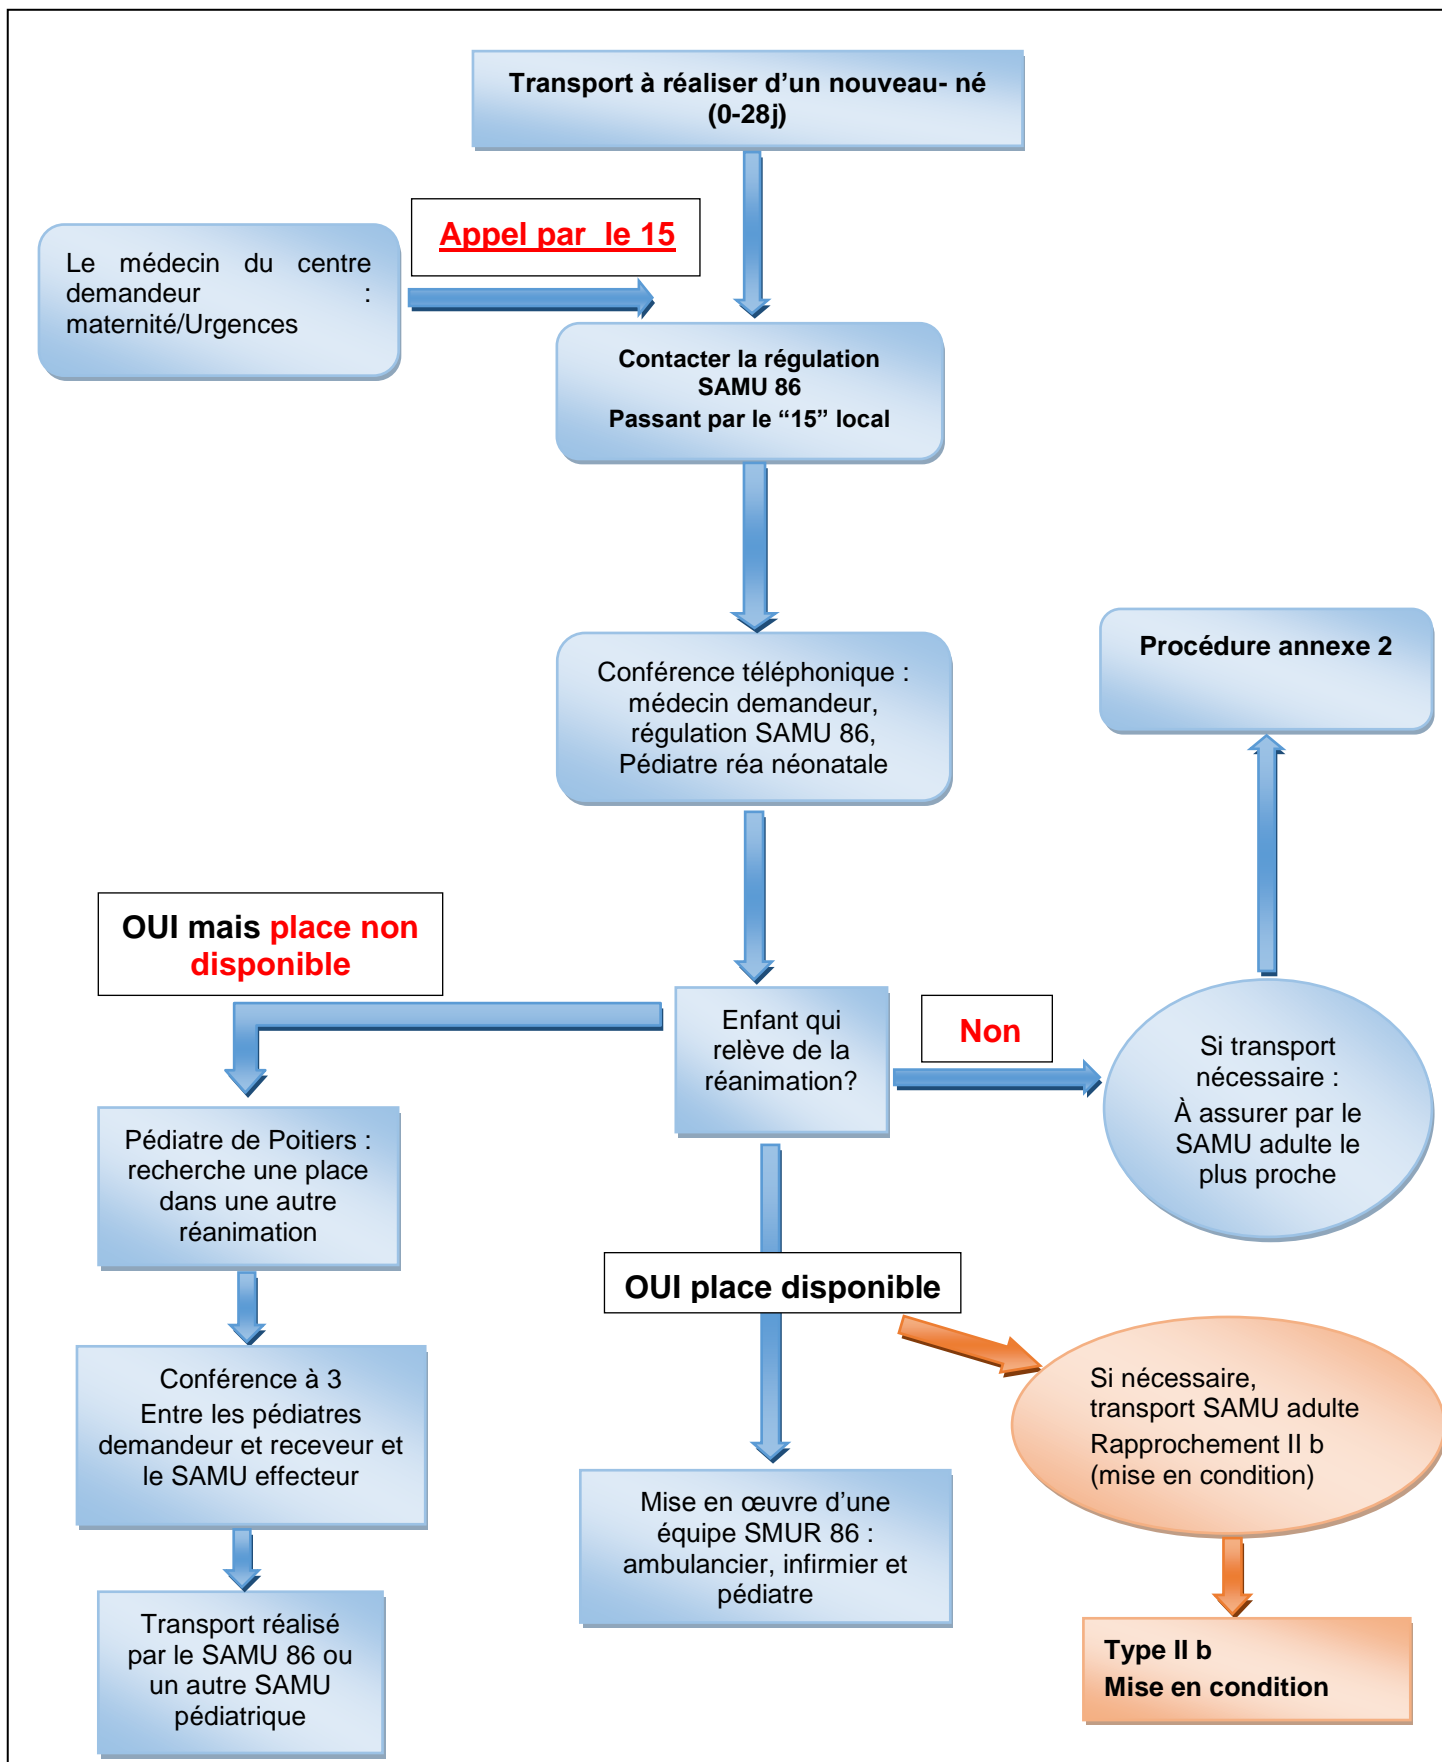 Transport à réaliser d’un nouveau- né
(0-28j)
Appel par le 15
Le médecin du centre
demandeur :
maternité/Urgences
Contacter la régulation
SAMU 86
Passant par le “15” local
Conférence téléphonique :
médecin demandeur,
régulation SAMU 86,
Pédiatre réa néonatale
Procédure annexe 2
OUI mais place non
disponible
Enfant qui
relève de la
réanimation?
Non
Si transport
nécessaire :
À assurer par le
SAMU adulte le
plus proche
Pédiatre de Poitiers :
recherche une place
dans une autre
réanimation
OUI place disponible
Conférence à 3
Entre les pédiatres
demandeur et receveur et
le SAMU effecteur
Si nécessaire,
transport SAMU adulte
Rapprochement II b
(mise en condition)
Mise en œuvre d’une
équipe SMUR 86 :
ambulancier, infirmier et
pédiatre
Transport réalisé
par le SAMU 86 ou
un autre SAMU
pédiatrique
Type II b
Mise en condition